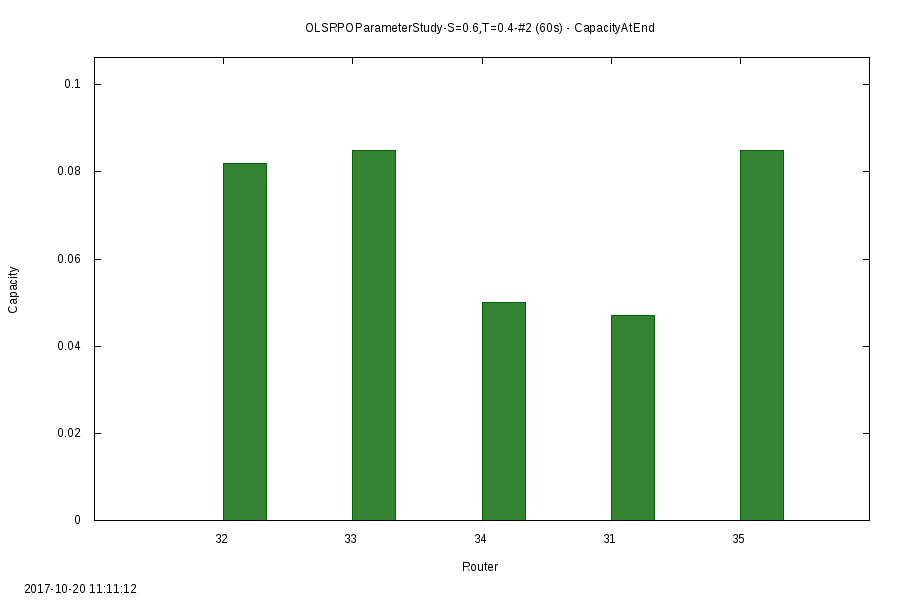 OLSRPOParameterStudy-S=0.6,T=0.4-#2 (60s) - CapacityAtEnd
0.1
0.08
0.06
0.04
0.02
0
Capacity
32 33 34 31 35
Router
2017-10-20 11:11:12